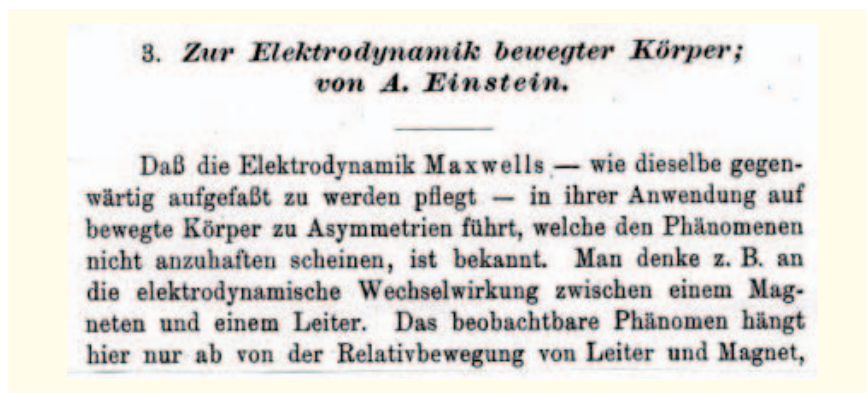 3. Zur Elektrodynamik bewegter Körper;
von A. Einstein.
Daß die Elektrodynamik Maxwells — wie dieselbe gegen-
wärtig aufgefaßt zu werden pflegt — in ihrer Anwendung auf
bewegte Körper zu Asymmetrien führt, welche den Phänomenen
nicht anzuhaften scheinen, ist bekannt. Man denke z. B. an
die elektrodynamische Wechselwirkung zwischen einem Mag-
neten und einem Leiter. Das beobachtbare Phänomen hängt
hier nur ab von der Relativbewegung von Leiter und Magnet,